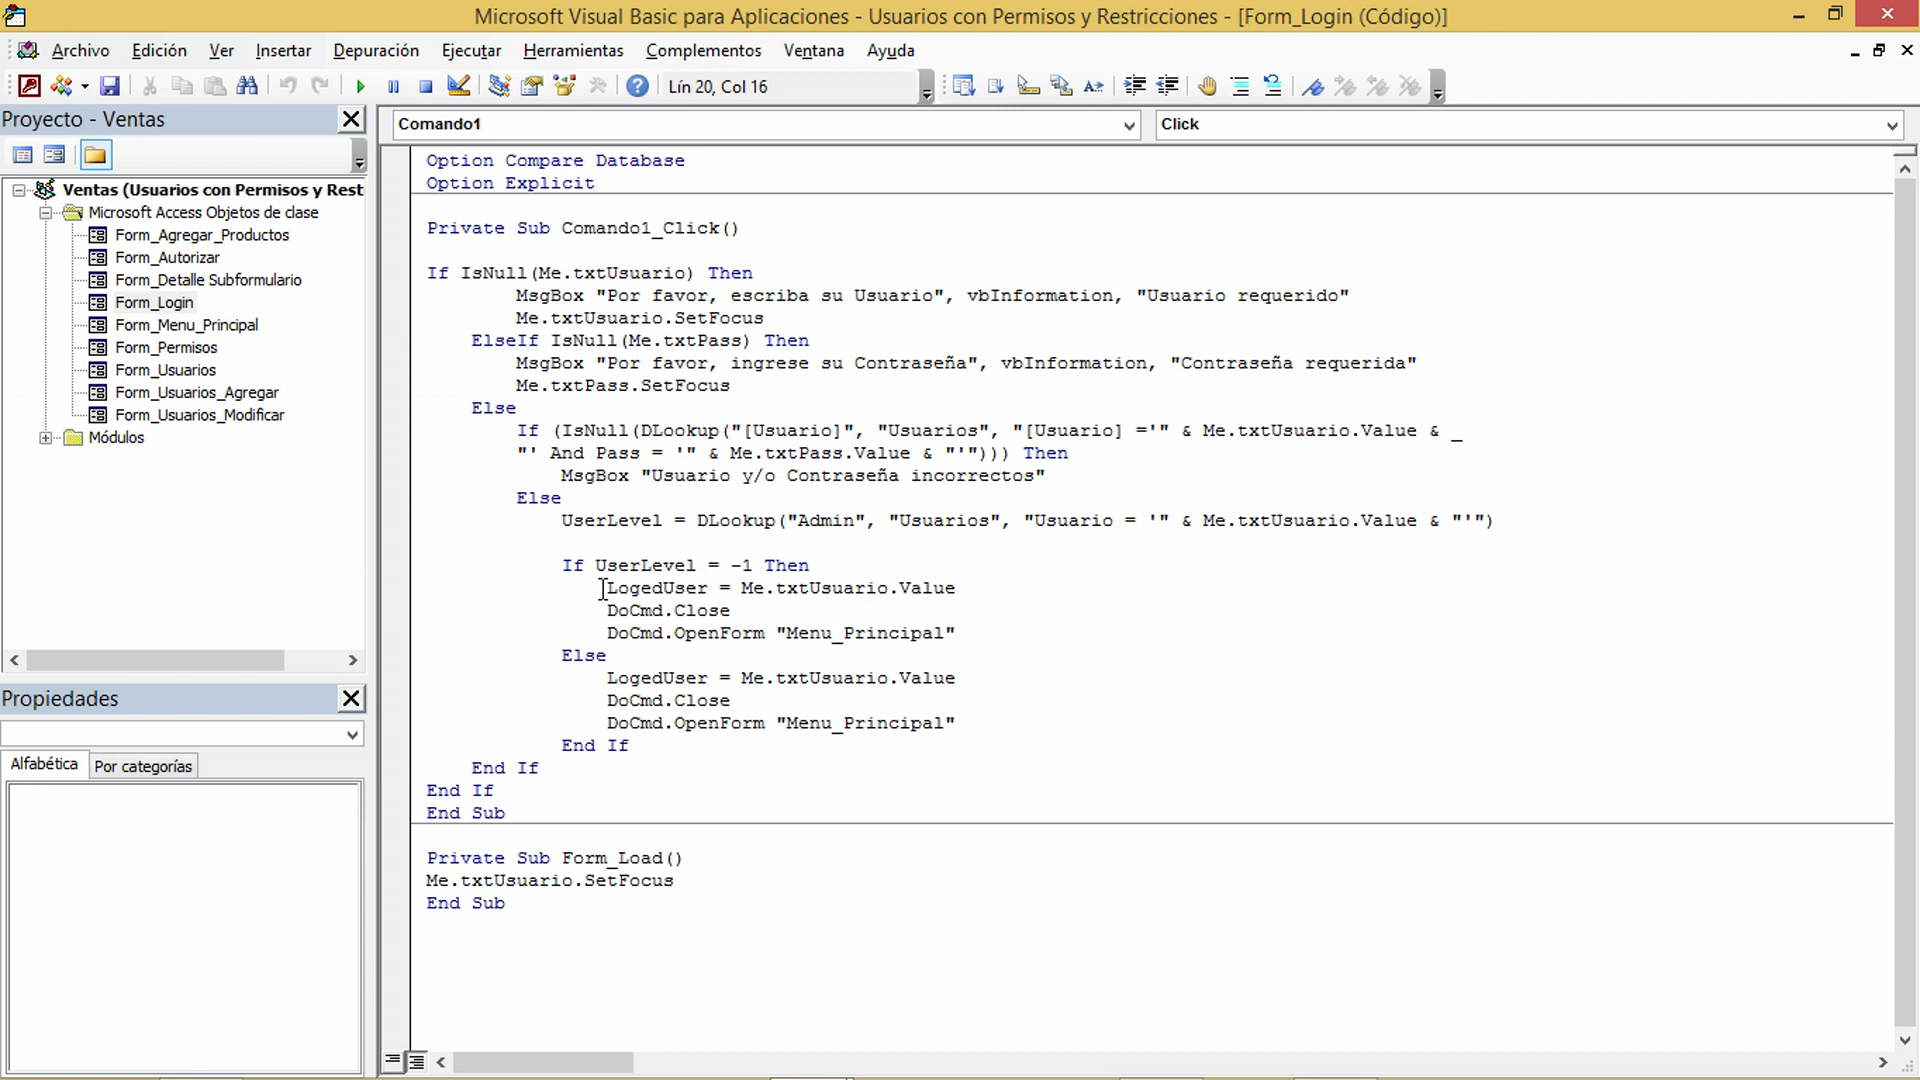 Microsoft Visual Basic para Aplicaciones - Usuarios con Permisos y Restricciones - [Form_Login (Código)]
Archivo Edición Ver Insertar Depuración Ejecutar Herramientas Complementos Ventana Ayuda
Lín 20, Col 16
Proyecto - Ventas
Ventas (Usuarios con Permisos y Rest
Microsoft Access Objetos de clase
Form_Agregar_Productos
Form_Autorizar
Form_Detalle Subformulario
Form_Login
Form_Menu_Principal
Form_Permisos
Form_Usuarios
Form_Usuarios_Agregar
Form_Usuarios_Modificar
Módulos
Propiedades
Alfabética Por categorías
Comando1 Click
Option Compare Database
Option Explicit
Private Sub Comando1_Click()
If IsNull(Me.txtUsuario) Then
MsgBox "Por favor, escriba su Usuario", vbInformation, "Usuario requerido"
Me.txtUsuario.SetFocus
ElseIf IsNull(Me.txtPass) Then
MsgBox "Por favor, ingrese su Contraseña", vbInformation, "Contraseña requerida"
Me.txtPass.SetFocus
Else
If (IsNull(DLookup("[Usuario]", "Usuarios", "[Usuario] ='" & Me.txtUsuario.Value & _
"' And Pass = '" & Me.txtPass.Value & "'"))) Then
MsgBox "Usuario y/o Contraseña incorrectos"
Else
UserLevel = DLookup("Admin", "Usuarios", "Usuario = '" & Me.txtUsuario.Value & "'")
If UserLevel = -1 Then
LogedUser = Me.txtUsuario.Value
DoCmd.Close
DoCmd.OpenForm "Menu_Principal"
Else
LogedUser = Me.txtUsuario.Value
DoCmd.Close
DoCmd.OpenForm "Menu_Principal"
End If
End If
End If
End Sub
Private Sub Form_Load()
Me.txtUsuario.SetFocus
End Sub